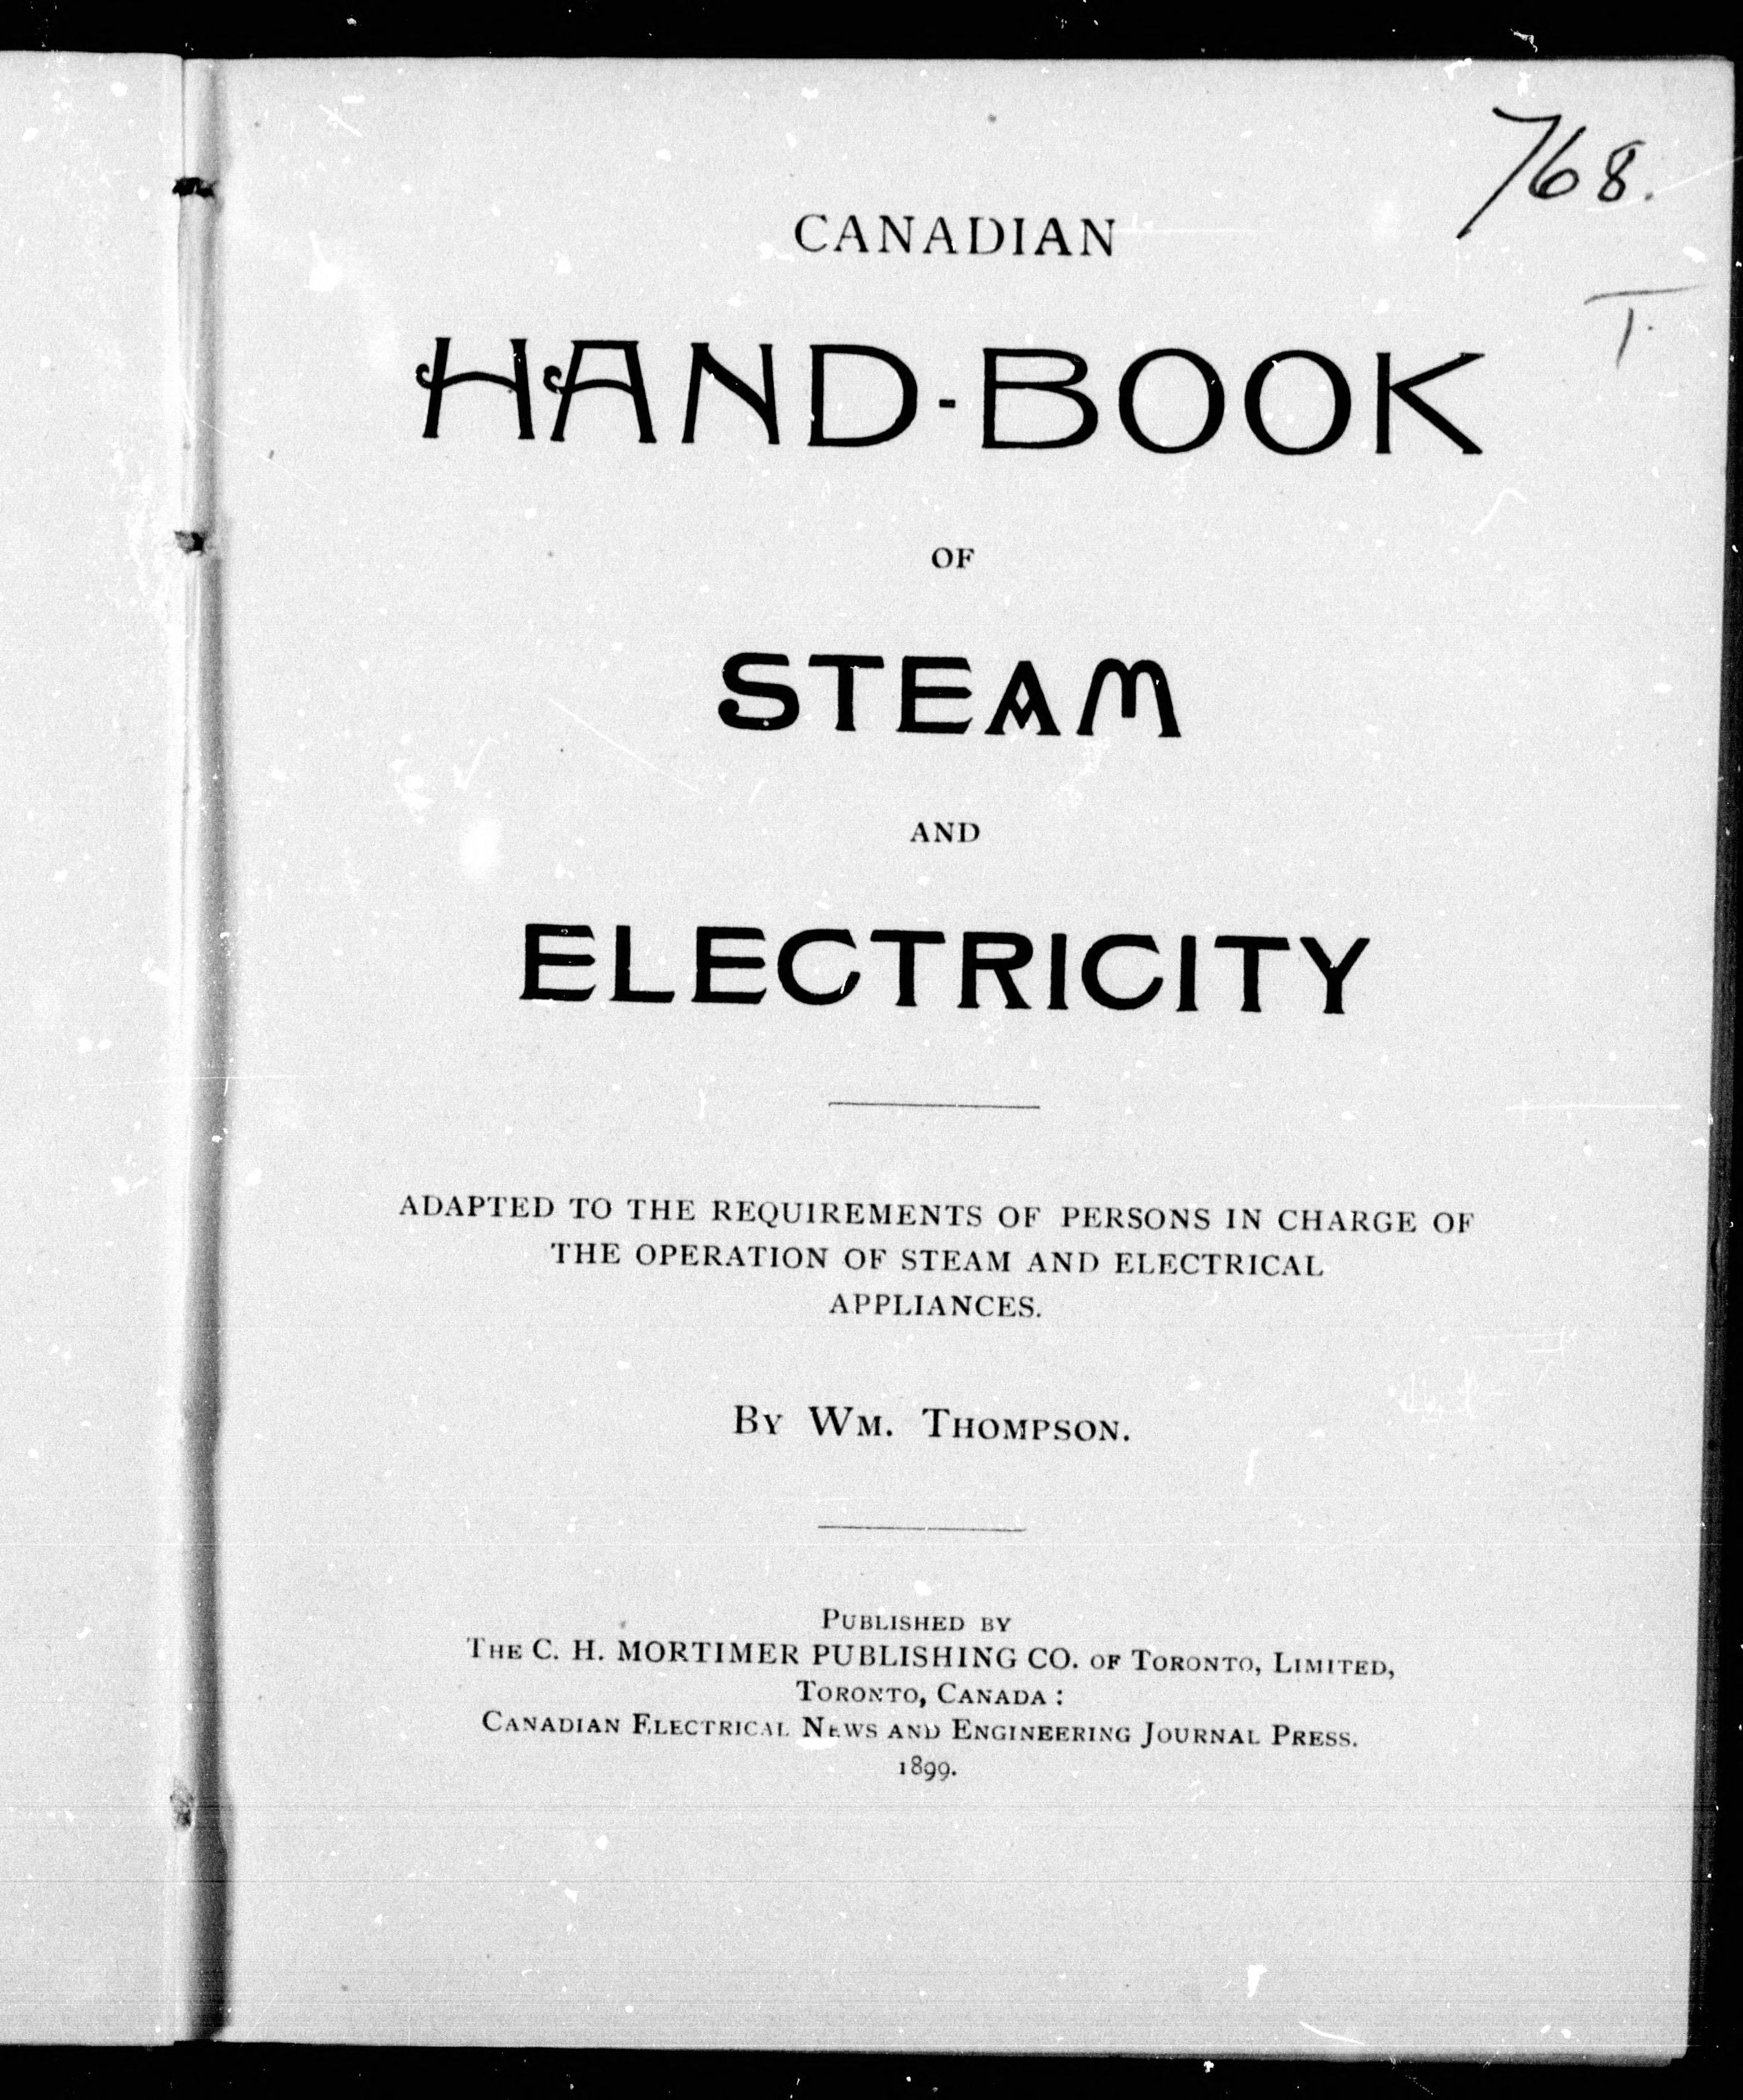 768.
T.
CANADIAN
HAND-BOOK
OF
STEAM
AND
ELECTRICITY
ADAPTED TO THE REQUIREMENTS OF PERSONS IN CHARGE OF
THE OPERATION OF STEAM AND ELECTRICAL
APPLIANCES.
BY WM. THOMPSON.
PUBLISHED BY
THE C. H. MORTIMER PUBLISHING CO. OF TORONTO, LIMITED,
TORONTO, CANADA :
CANADIAN ELECTRICAL NEWS AND ENGINEERING JOURNAL PRESS.
1899.